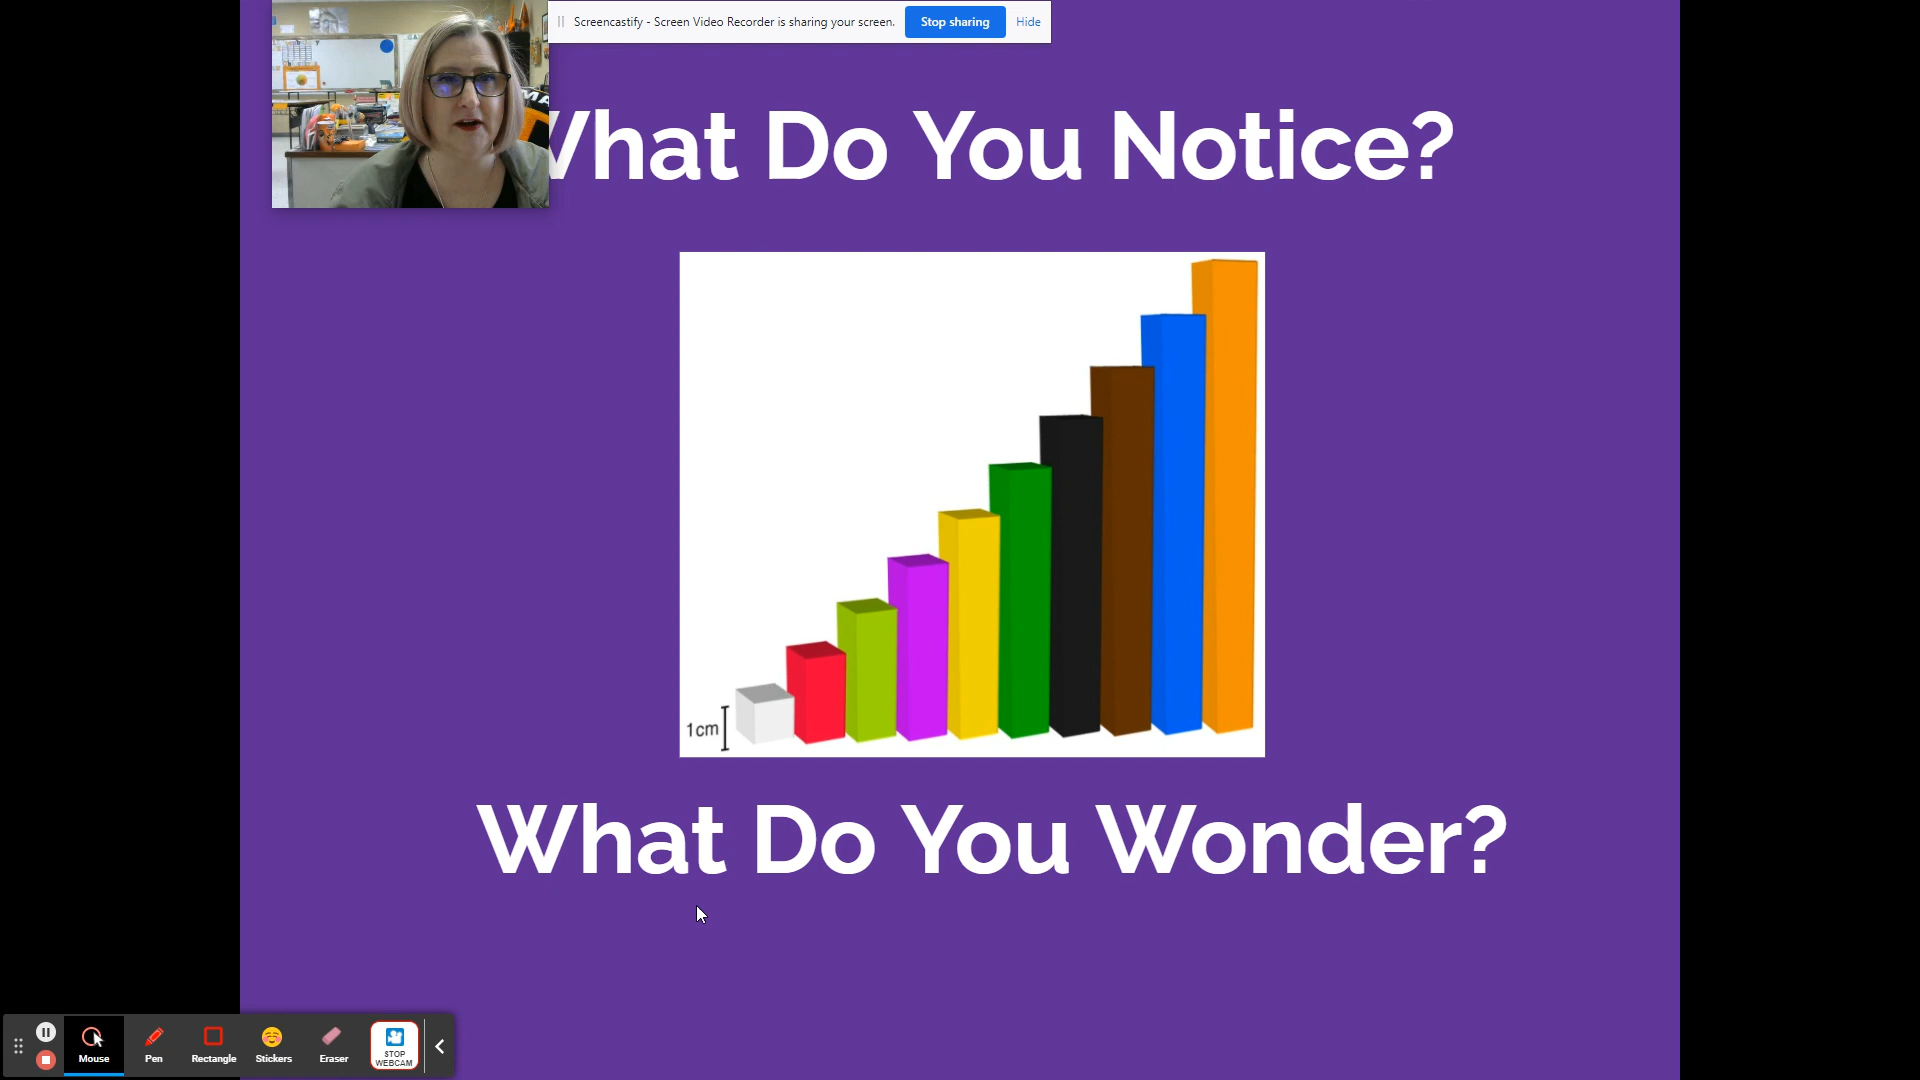 Screencastify - Screen Video Recorder is sharing your screen. Stop sharing Hide
What Do You Notice?
1cm
What Do You Wonder?
Mouse Pen Rectangle Stickers Eraser STOP WEBCAM